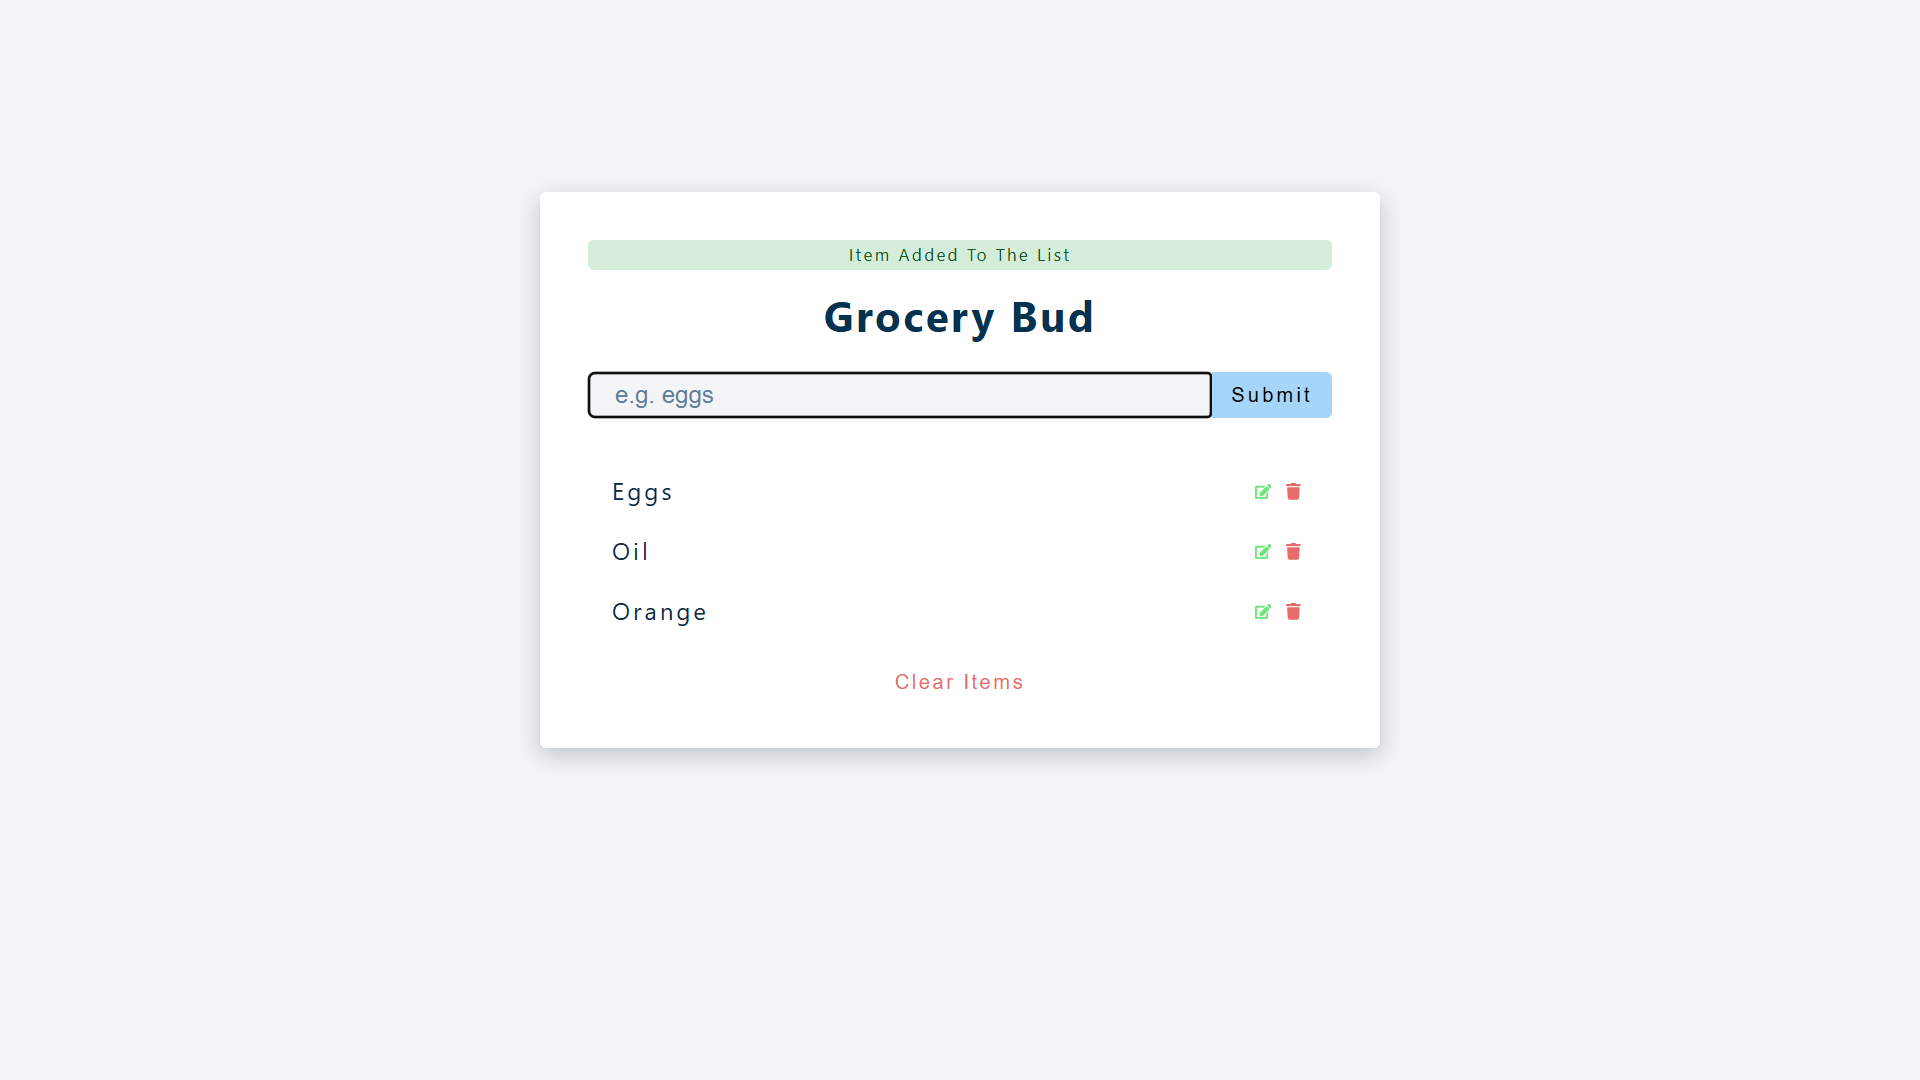 Item Added To The List
Grocery Bud
e.g. eggs
Submit
Eggs
Oil
Orange
Clear Items